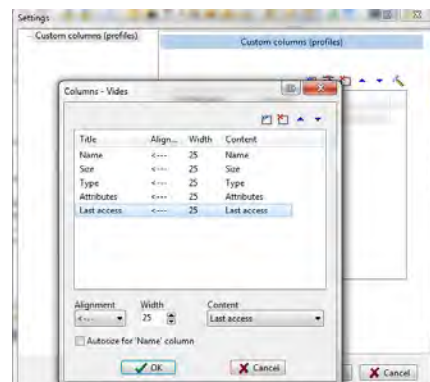 Settings
Custom columns (profiles)
Custom columns (profiles)
Columns - Vides
Title Align... Width Content
Name <--- 25 Name
Size <--- 25 Size
Type <--- 25 Type
Attributes <--- 25 Attributes
Last access <--- 25 Last access
Alignment Width Content
<--- 25 Last access
Autosize for 'Name' column
OK Cancel
Cancel